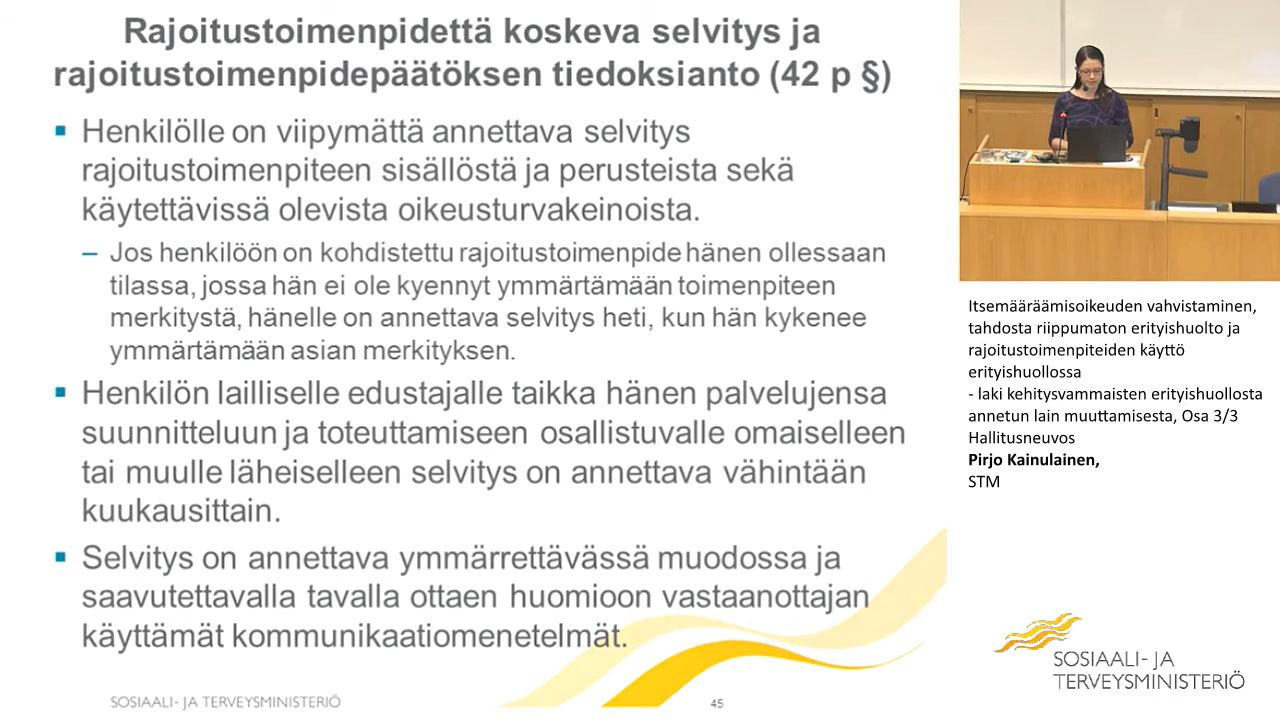 Rajoitustoimenpidettä koskeva selvitys ja
rajoitustoimenpidepäätöksen tiedoksianto (42 p §)
Henkilölle on viipymättä annettava selvitys
rajoitustoimenpiteen sisällöstä ja perusteista sekä
käytettävissä olevista oikeusturvakeinoista.
– Jos henkilöön on kohdistettu rajoitustoimenpide hänen ollessaan
tilassa, jossa hän ei ole kyennyt ymmärtämään toimenpiteen
merkitystä, hänelle on annettava selvitys heti, kun hän kykenee
ymmärtämään asian merkityksen.
Henkilön lailliselle edustajalle taikka hänen palvelujensa
suunnitteluun ja toteuttamiseen osallistuvalle omaiselleen
tai muulle läheiselleen selvitys on annettava vähintään
kuukausittain.
Selvitys on annettava ymmärrettävässä muodossa ja
saavutettavalla tavalla ottaen huomioon vastaanottajan
käyttämät kommunikaatiomenetelmät.
SOSIAALI- JA TERVEYSMINISTERIÖ
45
Itsemääräämisoikeuden vahvistaminen,
tahdosta riippumaton erityishuolto ja
rajoitustoimenpiteiden käyttö
erityishuollossa
- laki kehitysvammaisten erityishuollosta
annetun lain muuttamisesta, Osa 3/3
Hallitusneuvos
Pirjo Kainulainen,
STM
SOSIAALI- JA
TERVEYSMINISTERIÖ